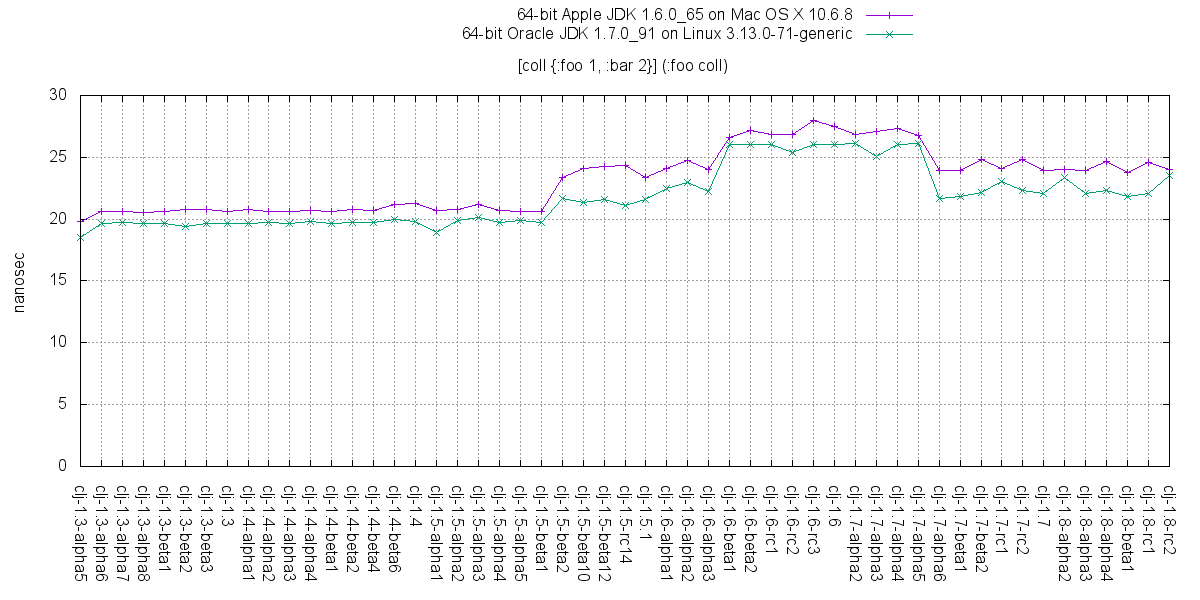 64-bit Apple JDK 1.6.0_65 on Mac OS X 10.6.8
64-bit Oracle JDK 1.7.0_91 on Linux 3.13.0-71-generic
[coll {:foo 1, :bar 2}] (:foo coll)
30
25
20
15
10
5
0
nanosec
clj-1.3-alpha5
clj-1.3-alpha6
clj-1.3-alpha7
clj-1.3-alpha8
clj-1.3-beta1
clj-1.3-beta2
clj-1.3-beta3
clj-1.3
clj-1.4-alpha1
clj-1.4-alpha2
clj-1.4-alpha3
clj-1.4-alpha4
clj-1.4-beta1
clj-1.4-beta2
clj-1.4-beta4
clj-1.4-beta6
clj-1.4
clj-1.5-alpha1
clj-1.5-alpha2
clj-1.5-alpha3
clj-1.5-alpha4
clj-1.5-alpha5
clj-1.5-beta1
clj-1.5-beta2
clj-1.5-beta10
clj-1.5-beta12
clj-1.5-rc14
clj-1.5.1
clj-1.6-alpha1
clj-1.6-alpha2
clj-1.6-alpha3
clj-1.6-beta1
clj-1.6-beta2
clj-1.6-rc1
clj-1.6-rc2
clj-1.6-rc3
clj-1.6
clj-1.7-alpha2
clj-1.7-alpha3
clj-1.7-alpha4
clj-1.7-alpha5
clj-1.7-alpha6
clj-1.7-beta1
clj-1.7-beta2
clj-1.7-rc1
clj-1.7-rc2
clj-1.7
clj-1.8-alpha2
clj-1.8-alpha3
clj-1.8-alpha4
clj-1.8-beta1
clj-1.8-rc1
clj-1.8-rc2